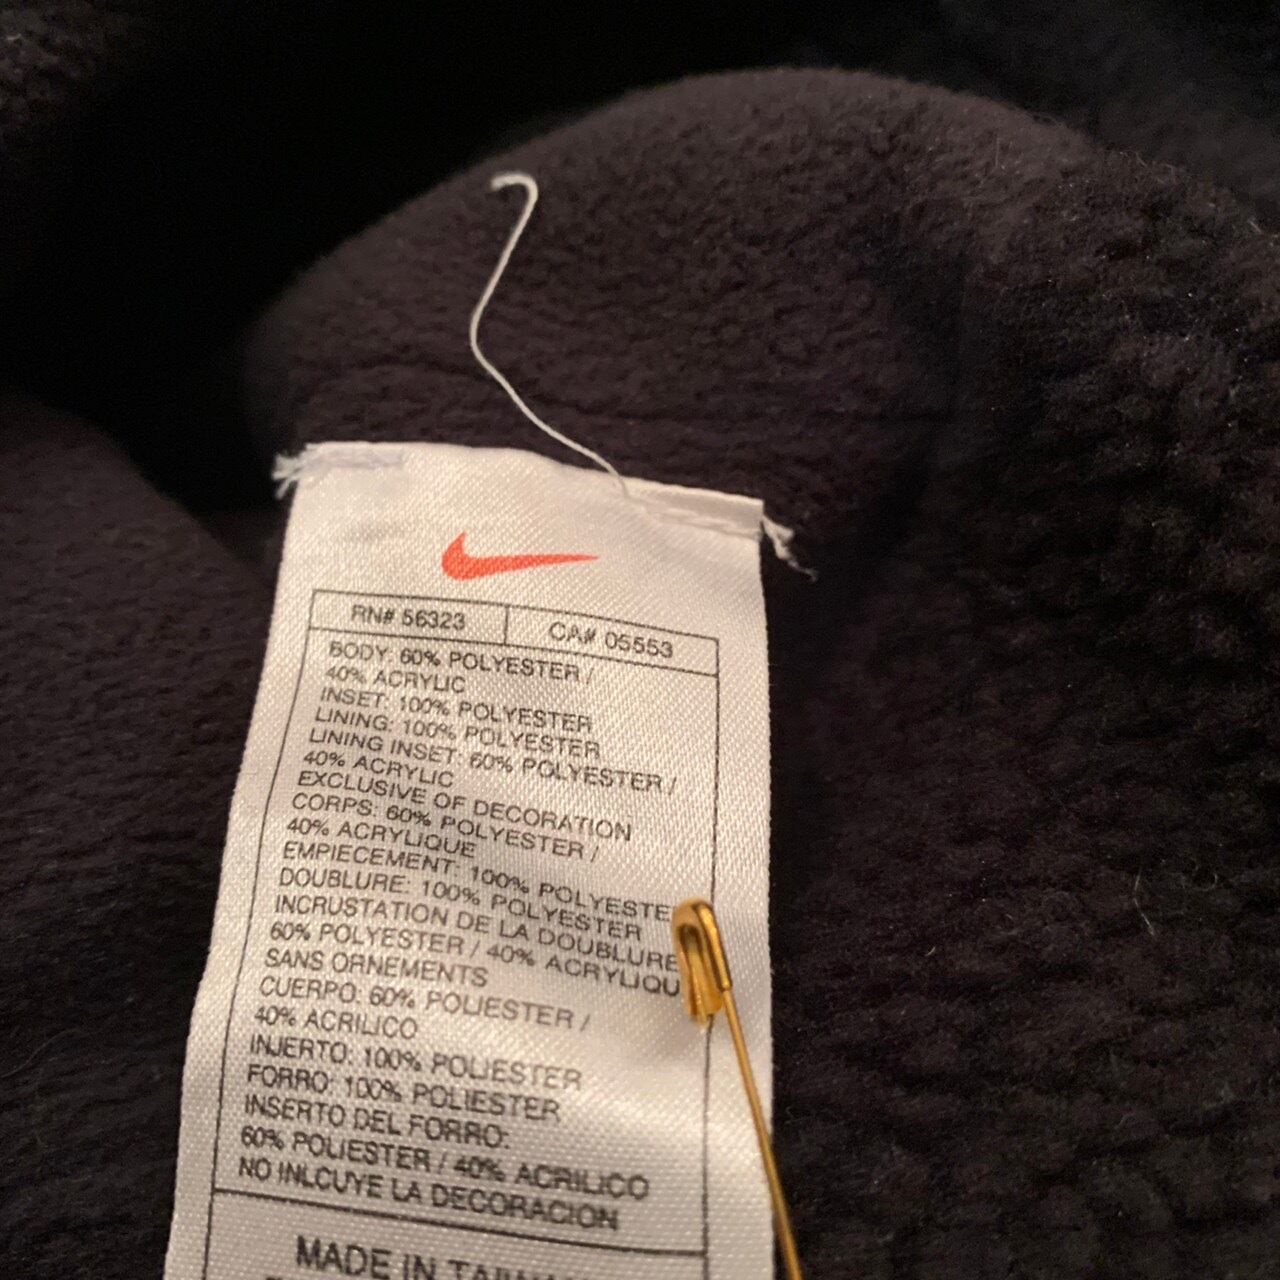 RN# 56323
CA# 05553
BODY: 60% POLYESTER /
40% ACRYLIC
INSET: 100% POLYESTER
LINING: 100% POLYESTER
LINING INSET: 60% POLYESTER /
40% ACRYLIC
EXCLUSIVE OF DECORATION
CORPS: 60% POLYESTER /
40% ACRYLIQUE
EMPIECEMENT: 100% POLYESTE
DOUBLURE: 100% POLYESTER
INCRUSTATION DE LA DOUBLURE
60% POLYESTER / 40% ACRYLIQU
SANS ORNEMENTS
CUERPO: 60% POLIESTER /
40% ACRILICO
INJERTO: 100% POLIESTER
FORRO: 100% POLIESTER
INSERTO DEL FORRO:
60% POLIESTER / 40% ACRILICO
NO INLCUYE LA DECORACION
MADE IN